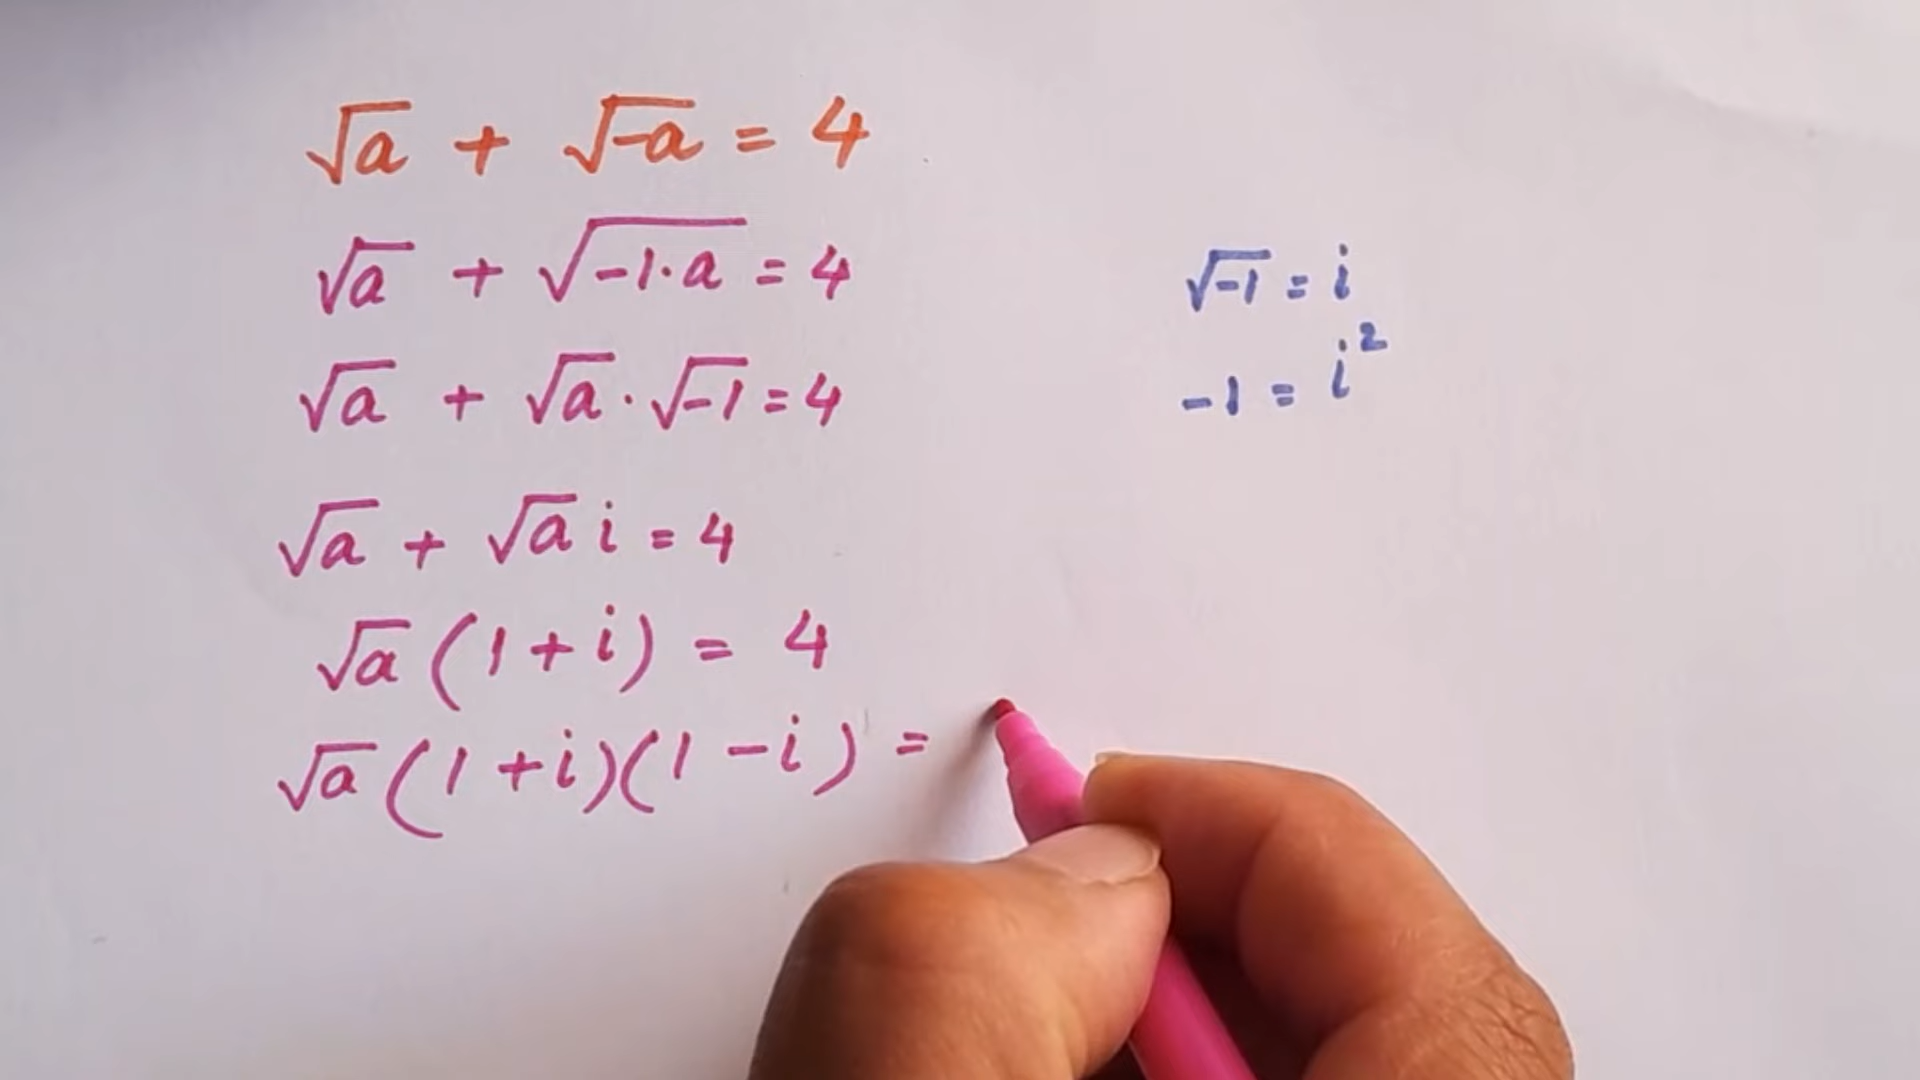 √a + √-a = 4
√a + √-1·a = 4
√-1 = i
-1 = i²
√a + √a · √-1 = 4
√a + √a i = 4
√a (1 + i) = 4
√a (1 + i)(1 - i) =